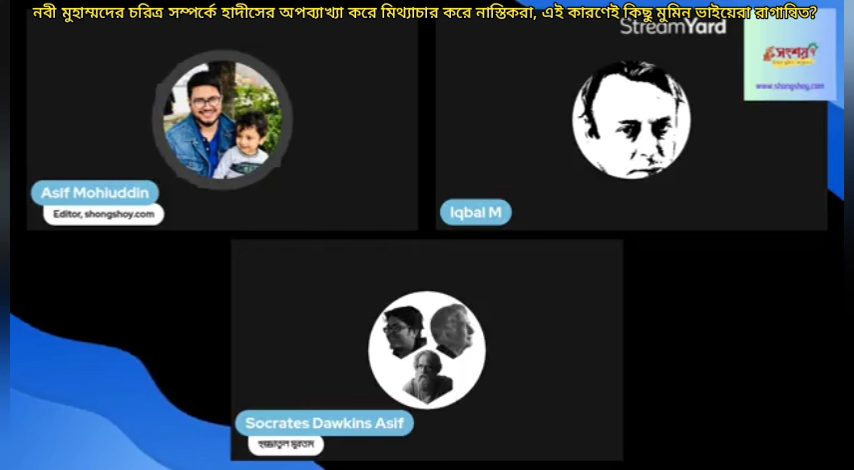 নবী মুহাম্মদের চরিত্র সম্পর্কে হাদীসের অপব্যাখ্যা করে মিথ্যাচার করে নাস্তিকরা, এই কারণেই কিছু মুমিন ভাইয়েরা রাগান্বিত?
StreamYard
সংশয়
www.shongshoy.com
Asif Mohiuddin
Editor, shongshoy.com
Iqbal M
Socrates Dawkins Asif